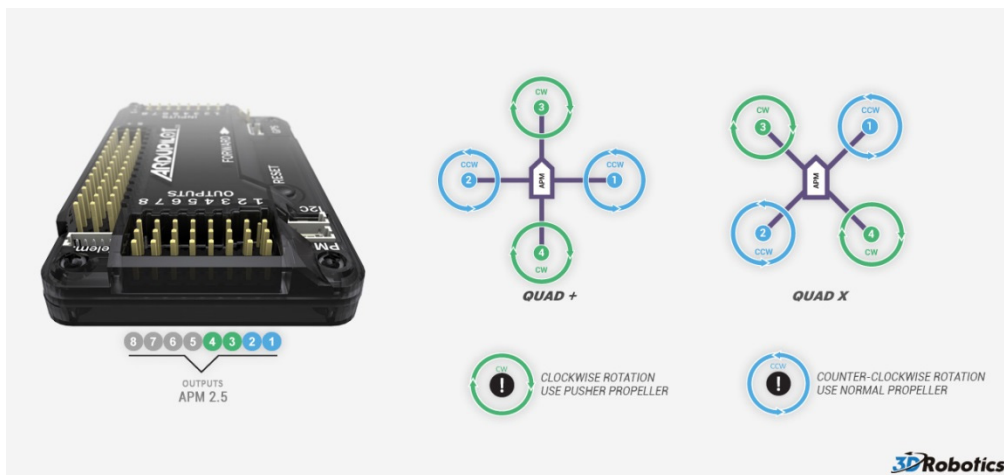 ARDUPILOT
FORWARD
GPS
RESET
OUTPUTS
1 2 3 4 5 6 7 8
I2C
PM
elem
8 7 6 5 4 3 2 1
OUTPUTS
APM 2.5
CW
3
CCW
2
APM
CCW
1
4
CW
QUAD +
CW
3
CCW
1
APM
2
CCW
4
CW
QUAD X
CW
!
CLOCKWISE ROTATION
USE PUSHER PROPELLER
CCW
!
COUNTER-CLOCKWISE ROTATION
USE NORMAL PROPELLER
3DRobotics